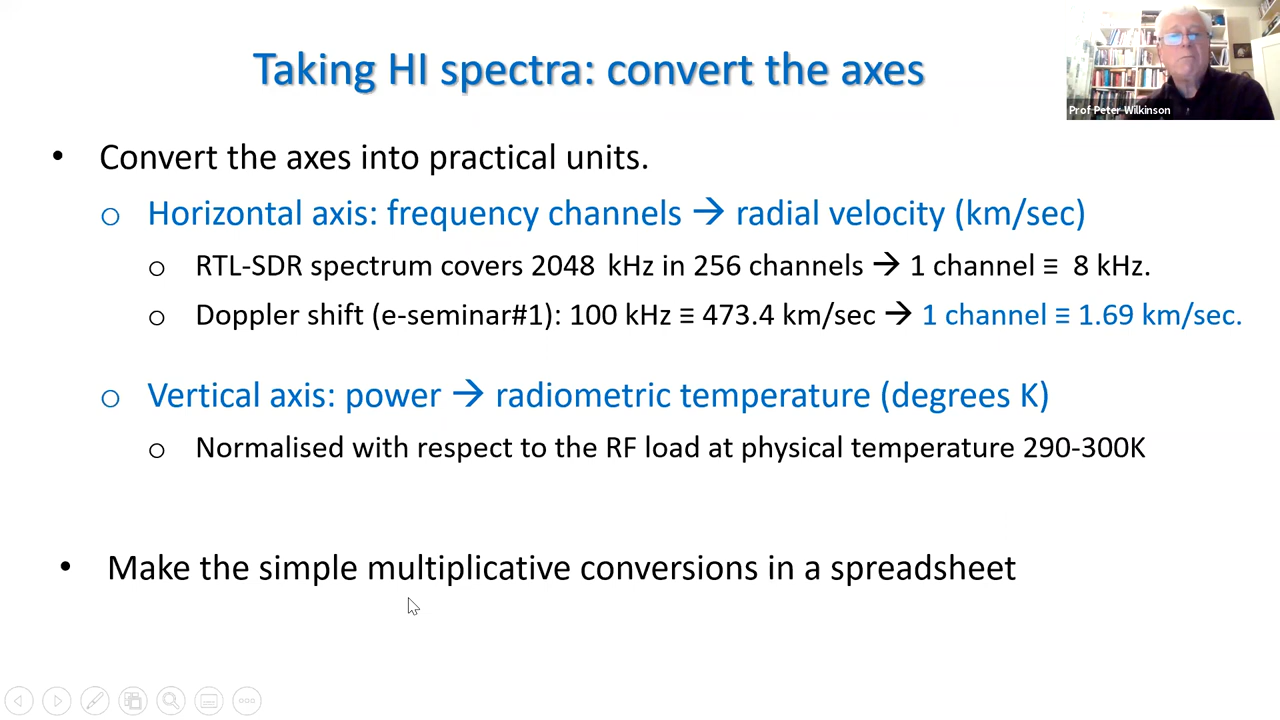 Taking HI spectra: convert the axes
Prof Peter Wilkinson
• Convert the axes into practical units.
o Horizontal axis: frequency channels → radial velocity (km/sec)
o RTL-SDR spectrum covers 2048 kHz in 256 channels → 1 channel ≡ 8 kHz.
o Doppler shift (e-seminar#1): 100 kHz ≡ 473.4 km/sec → 1 channel ≡ 1.69 km/sec.
o Vertical axis: power → radiometric temperature (degrees K)
o Normalised with respect to the RF load at physical temperature 290-300K
• Make the simple multiplicative conversions in a spreadsheet